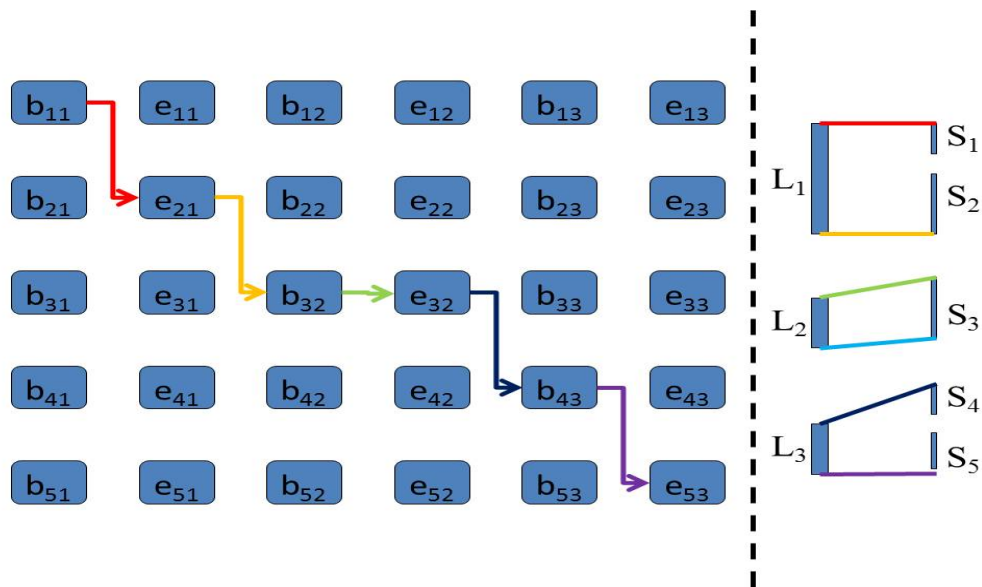 b₁₁ e₁₁ b₁₂ e₁₂ b₁₃ e₁₃
b₂₁ e₂₁ b₂₂ e₂₂ b₂₃ e₂₃
b₃₁ e₃₁ b₃₂ e₃₂ b₃₃ e₃₃
b₄₁ e₄₁ b₄₂ e₄₂ b₄₃ e₄₃
b₅₁ e₅₁ b₅₂ e₅₂ b₅₃ e₅₃
S₁
L₁
S₂
L₂ S₃
S₄
L₃
S₅